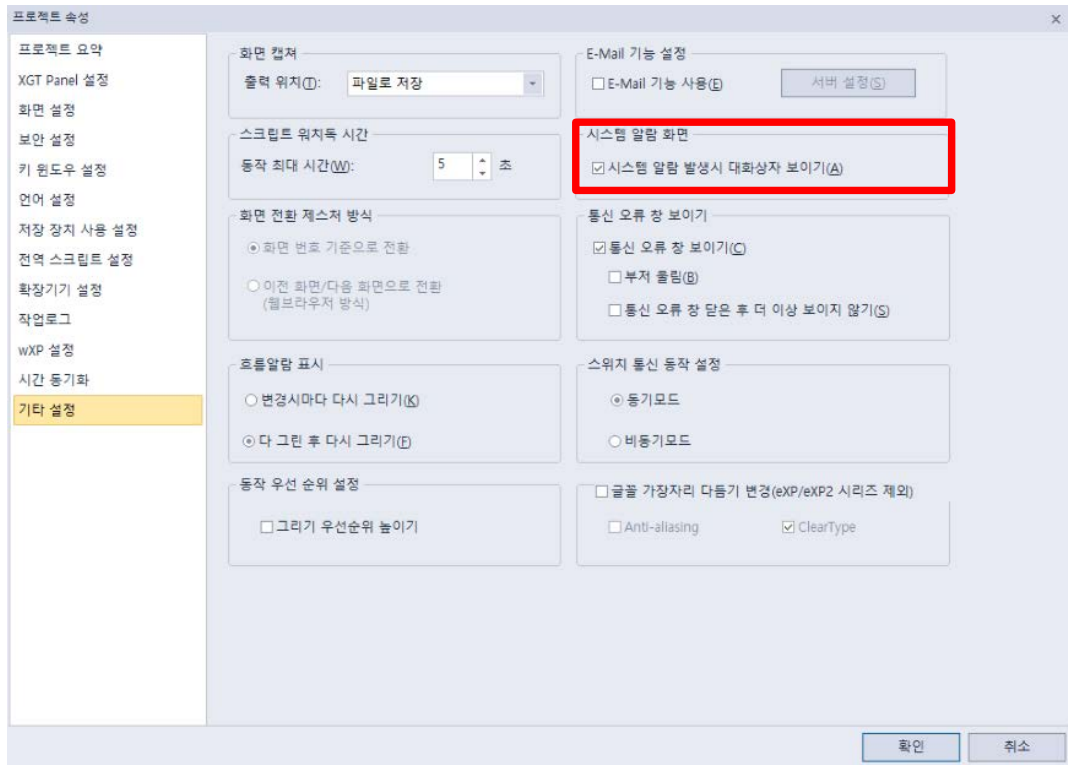 프로젝트 속성
프로젝트 요약
XGT Panel 설정
화면 설정
보안 설정
키 윈도우 설정
언어 설정
저장 장치 사용 설정
전역 스크립트 설정
확장기기 설정
작업로그
wXP 설정
시간 동기화
기타 설정
화면 캡쳐
출력 위치(T): 파일로 저장
스크립트 워치독 시간
동작 최대 시간(W): 5 초
화면 전환 제스처 방식
화면 번호 기준으로 전환
이전 화면/다음 화면으로 전환
(웹브라우저 방식)
흐름알람 표시
변경시마다 다시 그리기(K)
다 그린 후 다시 그리기(F)
동작 우선 순위 설정
그리기 우선순위 높이기
E-Mail 기능 설정
E-Mail 기능 사용(E) 서버 설정(S)
시스템 알람 화면
시스템 알람 발생시 대화상자 보이기(A)
통신 오류 창 보이기
통신 오류 창 보이기(C)
부저 울림(B)
통신 오류 창 닫은 후 더 이상 보이지 않기(S)
스위치 통신 동작 설정
동기모드
비동기모드
글꼴 가장자리 다듬기 변경(eXP/eXP2 시리즈 제외)
Anti-aliasing ClearType
확인 취소